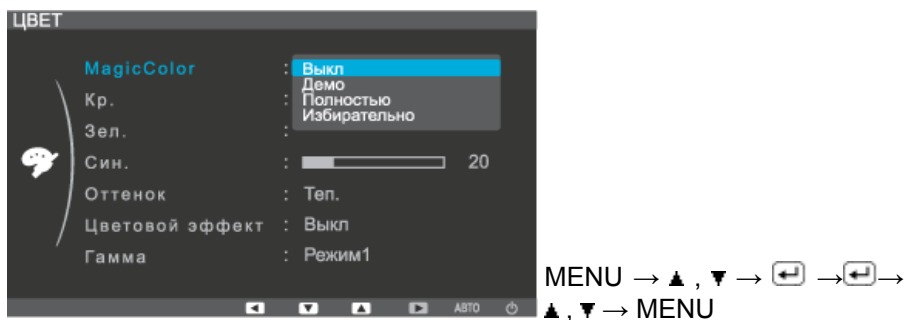 ЦВЕТ
MagicColor : Выкл
Демо
Кр. : Полностью
Избирательно
Зел. :
Син. : 20
Оттенок : Теп.
Цветовой эффект : Выкл
Гамма : Режим1
АВТО
MENU → ▲ , ▼ → ↵ → ↵ →
▲ , ▼ → MENU